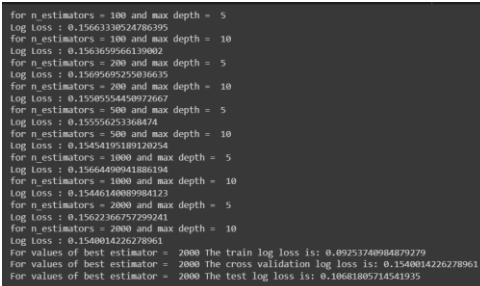 for n_estimators = 100 and max depth =  5
Log Loss : 0.15663330524786395
for n_estimators = 100 and max depth =  10
Log Loss : 0.1563659566139002
for n_estimators = 200 and max depth =  5
Log Loss : 0.15695695255036635
for n_estimators = 200 and max depth =  10
Log Loss : 0.15505554450972667
for n_estimators = 500 and max depth =  5
Log Loss : 0.155556253368474
for n_estimators = 500 and max depth =  10
Log Loss : 0.15454195189120254
for n_estimators = 1000 and max depth =  5
Log Loss : 0.15664490941886194
for n_estimators = 1000 and max depth =  10
Log Loss : 0.15446140089984123
for n_estimators = 2000 and max depth =  5
Log Loss : 0.15622366757299241
for n_estimators = 2000 and max depth =  10
Log Loss : 0.1540014226278961
For values of best estimator =  2000 The train log loss is: 0.09253740984879279
For values of best estimator =  2000 The cross validation log loss is: 0.1540014226278961
For values of best estimator =  2000 The test log loss is: 0.10681805714541935